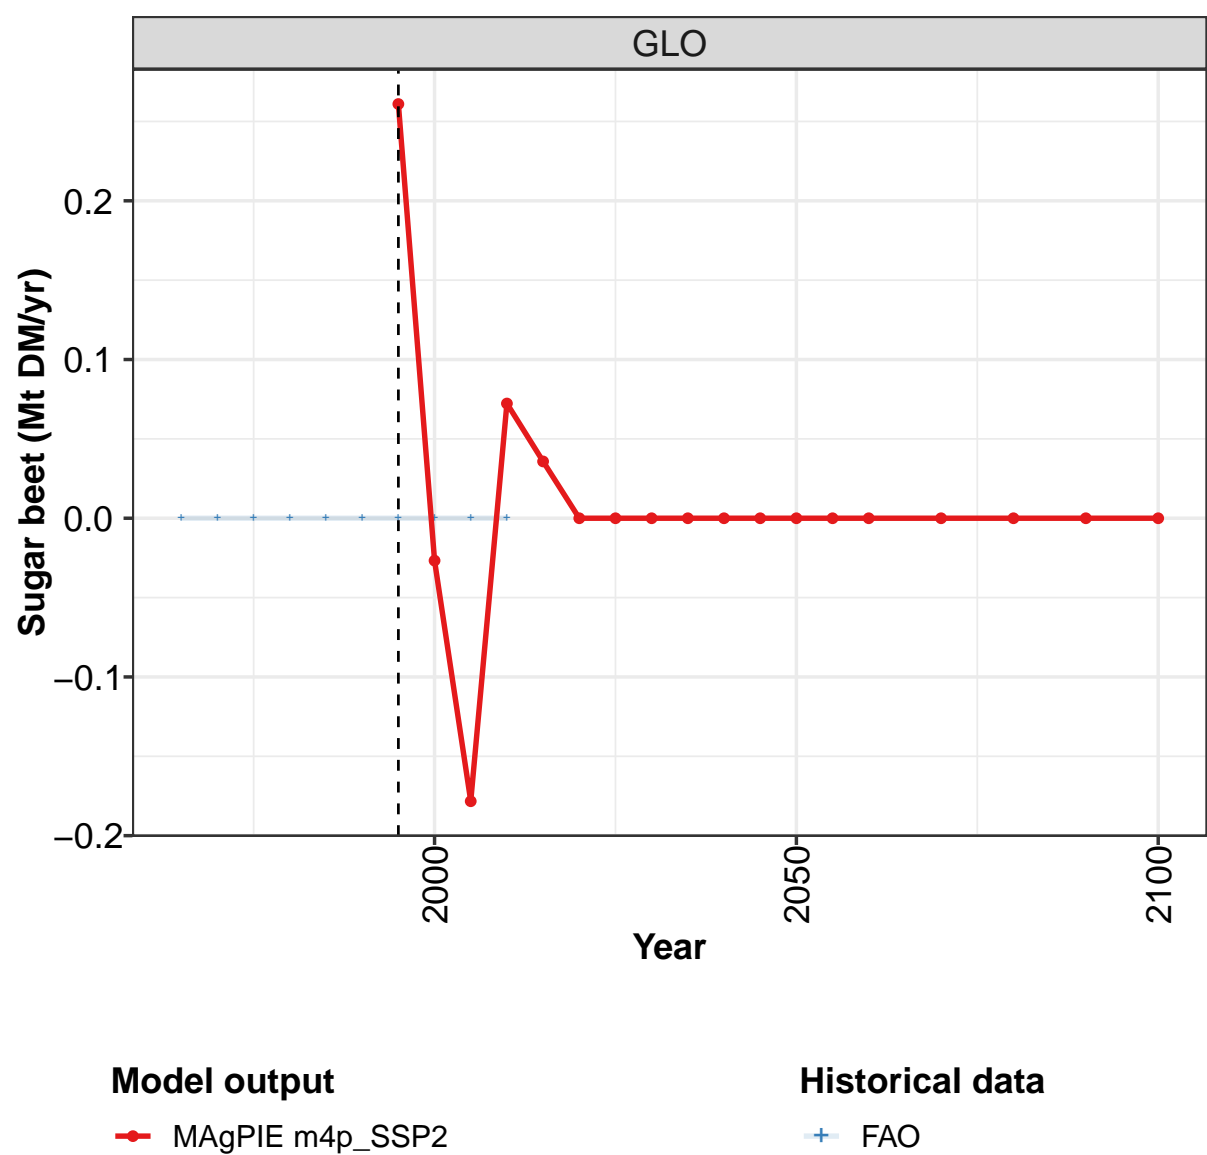 GLO
Sugar beet (Mt DM/yr)
0.2
0.1
0.0
−0.1
−0.2
2000
2050
2100
Year
Model output
MAgPIE m4p_SSP2
Historical data
FAO